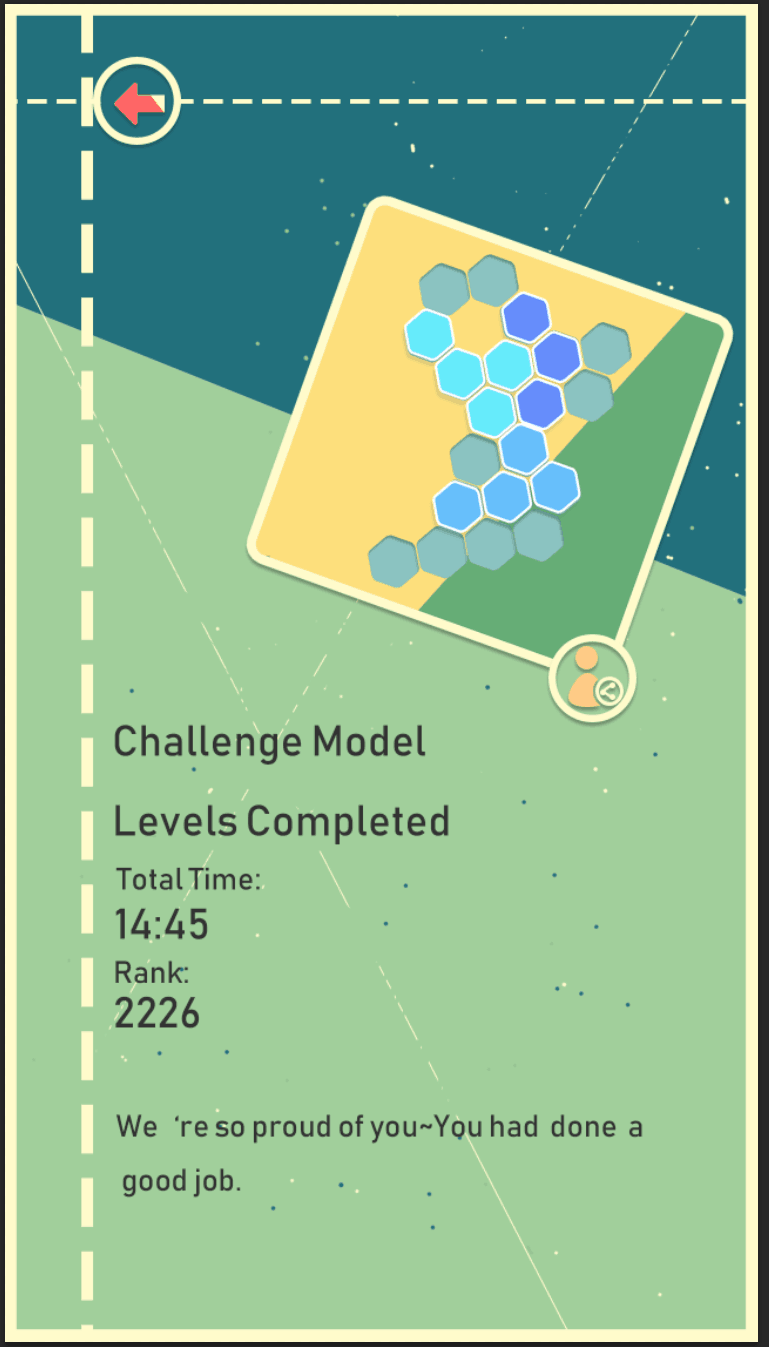 Challenge Model
Levels Completed
Total Time:
14:45
Rank:
2226
We ‘re so proud of you~You had done a
good job.